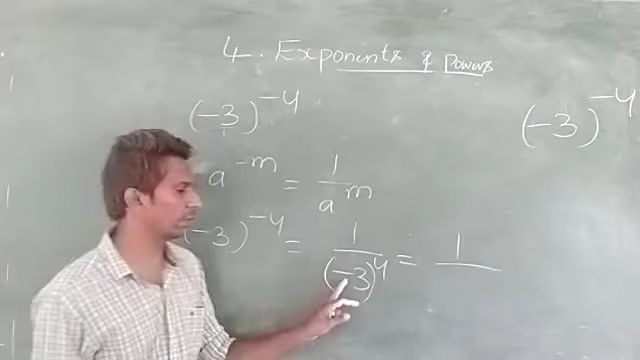 4. Exponents & Powers
(-3)^-4
(-3)^-4
a^-m = 1/a^m
(-3)^-4 = 1/(-3)^4 = 1/